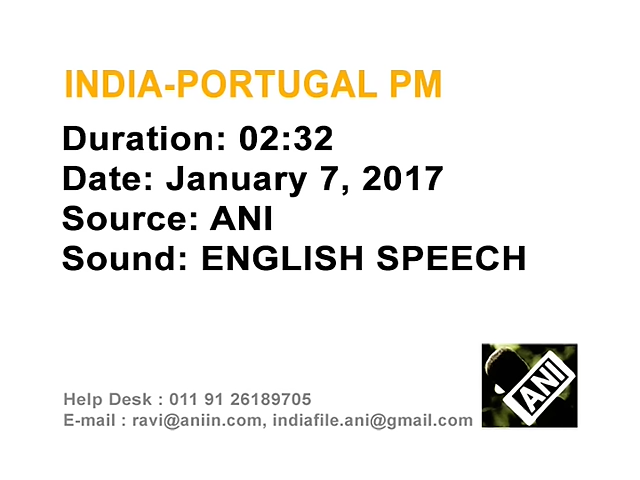 INDIA-PORTUGAL PM
Duration: 02:32
Date: January 7, 2017
Source: ANI
Sound: ENGLISH SPEECH
Help Desk : 011 91 26189705
E-mail : ravi@aniin.com, indiafile.ani@gmail.com
ANI